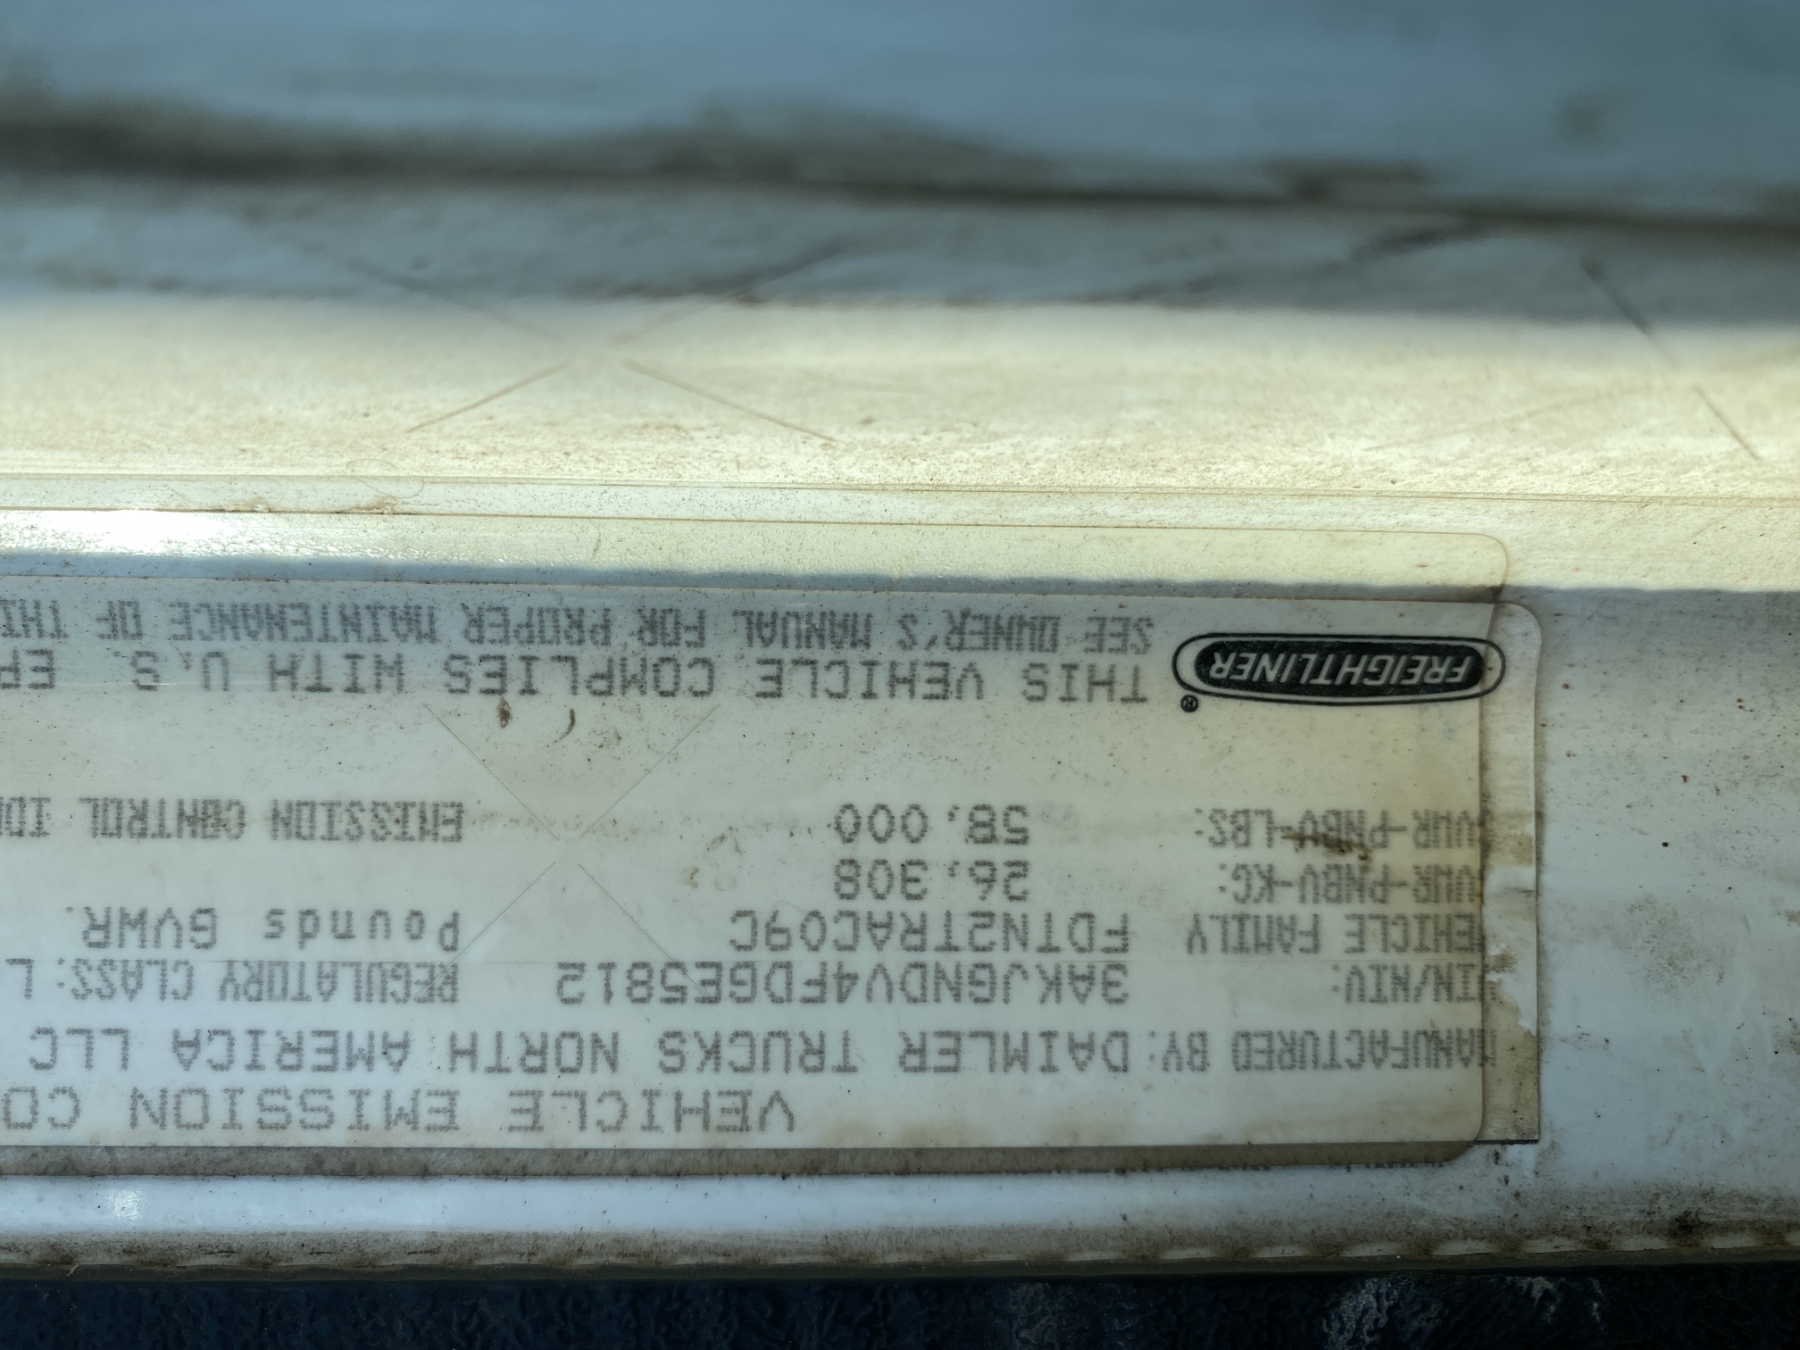 VEHICLE EMISSION CO
MANUFACTURED BY: DAIMLER TRUCKS NORTH AMERICA LLC
VIN/NIV: 3AKJGNDV4FDGE5812 REGULATORY CLASS: L
VEHICLE FAMILY FDTN2TRAC09C Pounds GVWR.
VWR-PNBV-KG: 26,308
VWR-PNBV-LBS: 58,000 EMISSION CONTROL
FREIGHTLINER®
THIS VEHICLE COMPLIES WITH U.S. EP
SEE OWNER'S MANUAL FOR PROPER MAINTENANCE OF THI